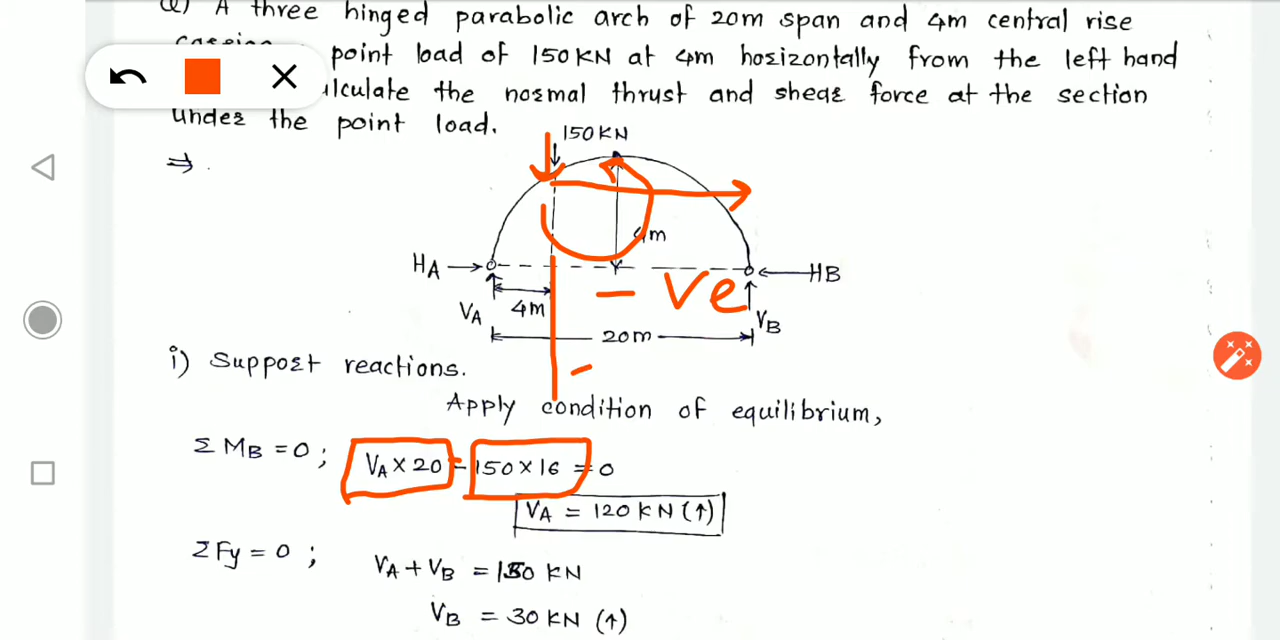 Q) A three hinged parabolic arch of 20m span and 4m central rise
point load of 150KN at 4m horizontally from the left hand
the normal thrust and shear force at the section
under the point load.
⇒
150KN
4m
HA → ← HB
VA 4m VB
20m
- ve
-
i) Support reactions.
Apply condition of equilibrium,
Σ MB = 0 ; VA × 20 - 150 × 16 = 0
VA = 120 KN (↑)
ΣFy = 0 ; VA + VB = 150 KN
VB = 30 KN (↑)